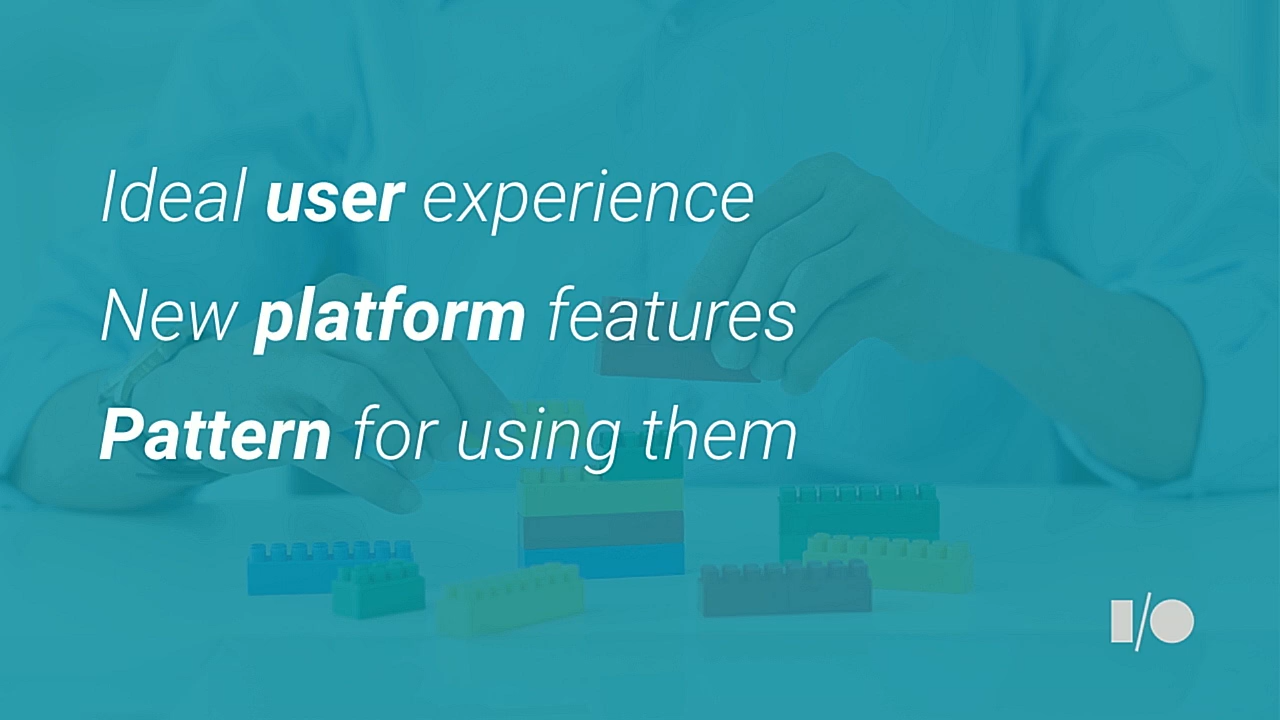 Ideal user experience
New platform features
Pattern for using them
I/O